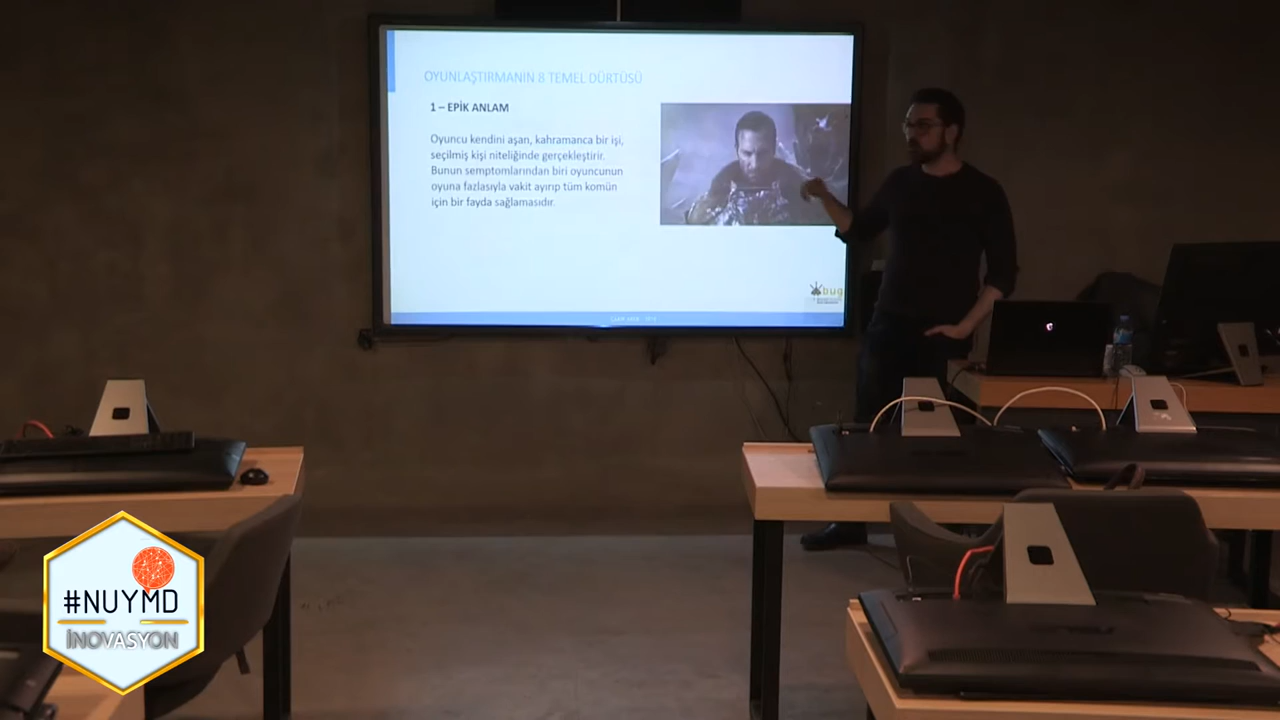 OYUNLAŞTIRMANIN 8 TEMEL DÜRTÜSÜ
1 – EPİK ANLAM
Oyuncu kendini aşan, kahramanca bir işi,
seçilmiş kişi niteliğinde gerçekleştirir.
Bunun semptomlarından biri oyuncunun
oyuna fazlasıyla vakit ayırıp tüm komün
için bir fayda sağlamasıdır.
bug
#NUYMD
İNOVASYON